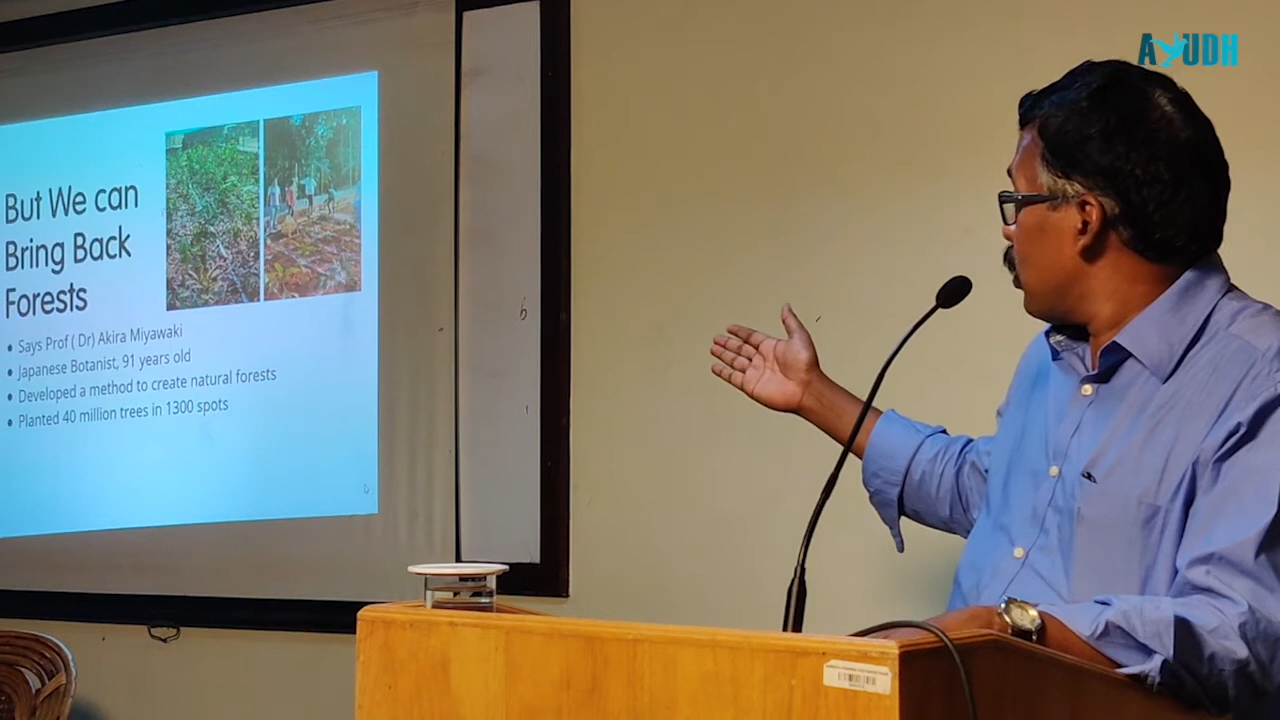 AYUDH
But We can
Bring Back
Forests
• Says Prof ( Dr) Akira Miyawaki
• Japanese Botanist, 91 years old
• Developed a method to create natural forests
• Planted 40 million trees in 1300 spots
6